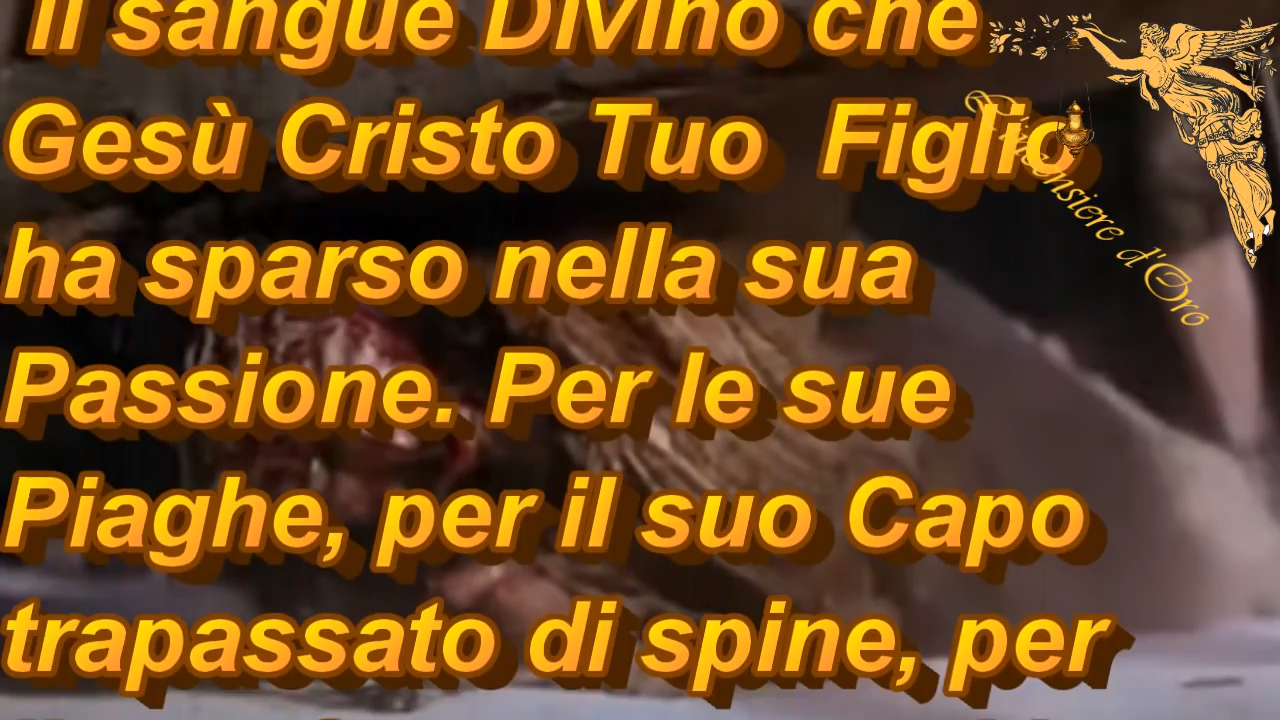 Il sangue Divino che
Gesù Cristo Tuo Figlio
ha sparso nella sua
Passione. Per le sue
Piaghe, per il suo Capo
trapassato di spine, per
d'Oro